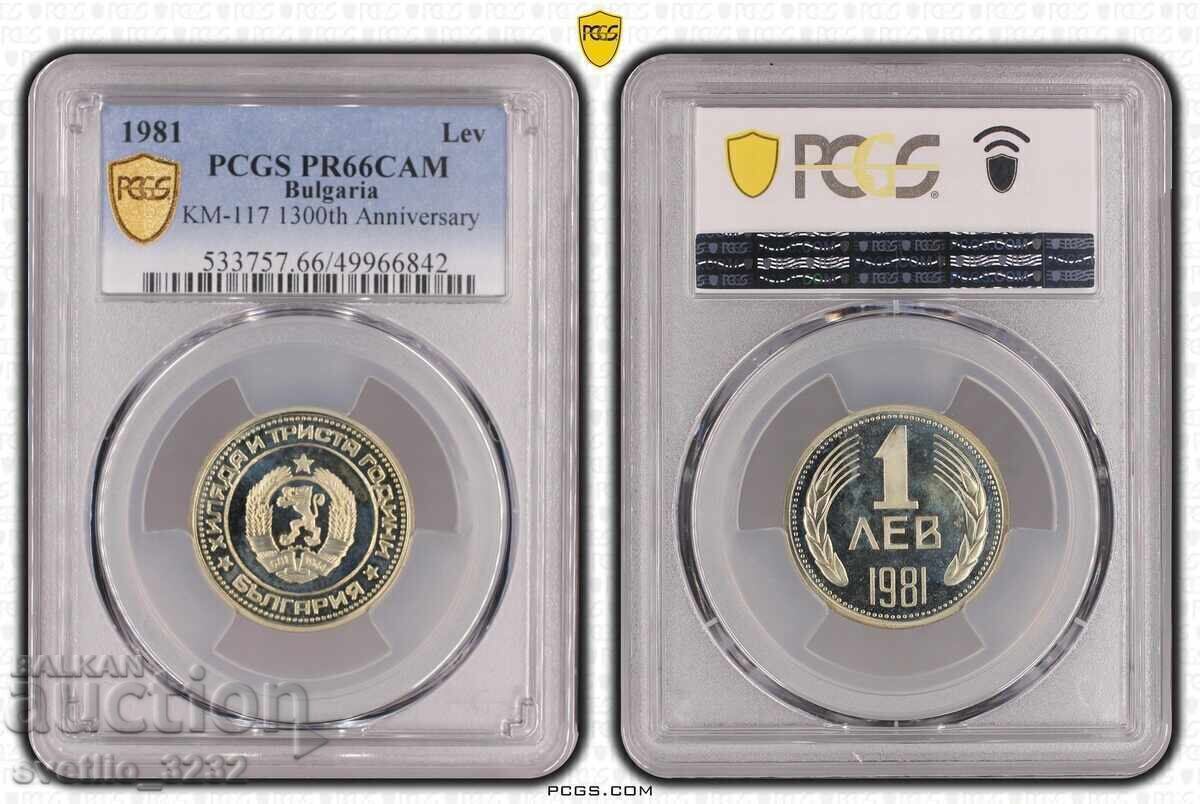 PCGS
1981 Lev
PCGS PR66CAM
Bulgaria
KM-117 1300th Anniversary
533757.66/49966842
PCGS
ХИЛЯДА И ТРИСТА ГОДИНИ
БЪЛГАРИЯ
PCGS
1
ЛЕВ
1981
BALKAN
auction
svetlio_3232
PCGS.COM